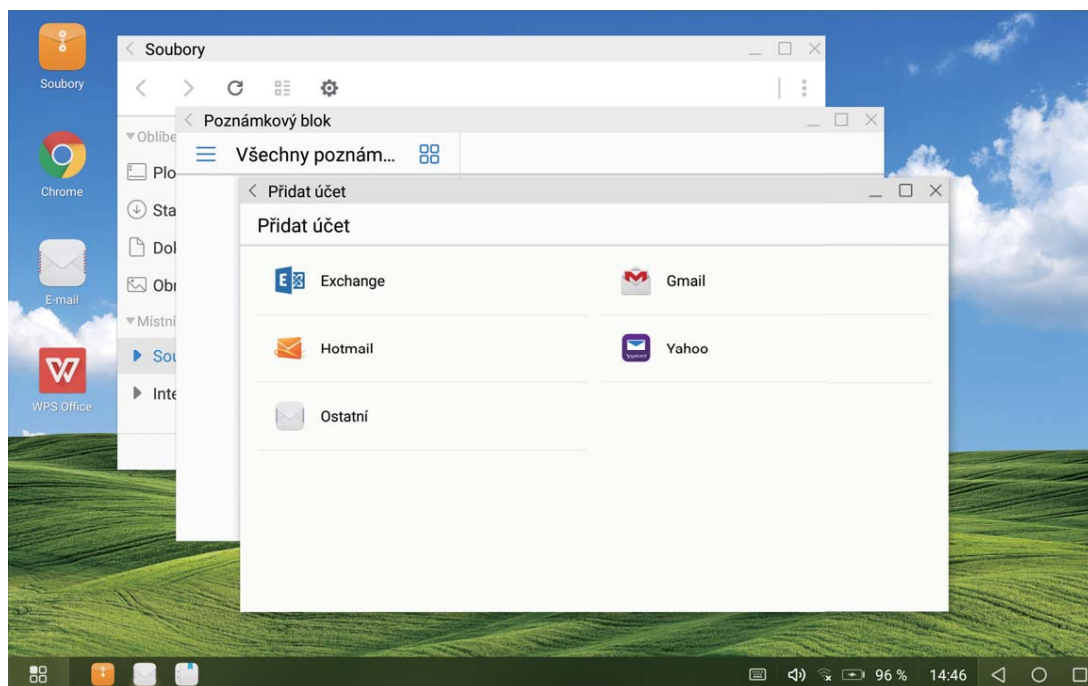 Soubory
Chrome
E-mail
WPS Office
Soubory
Oblíbe
Plo
Sta
Dok
Obr
Místní
Sou
Inte
Poznámkový blok
Všechny poznám...
Přidat účet
Přidat účet
Exchange
Gmail
Hotmail
Yahoo
Ostatní
96 %
14:46